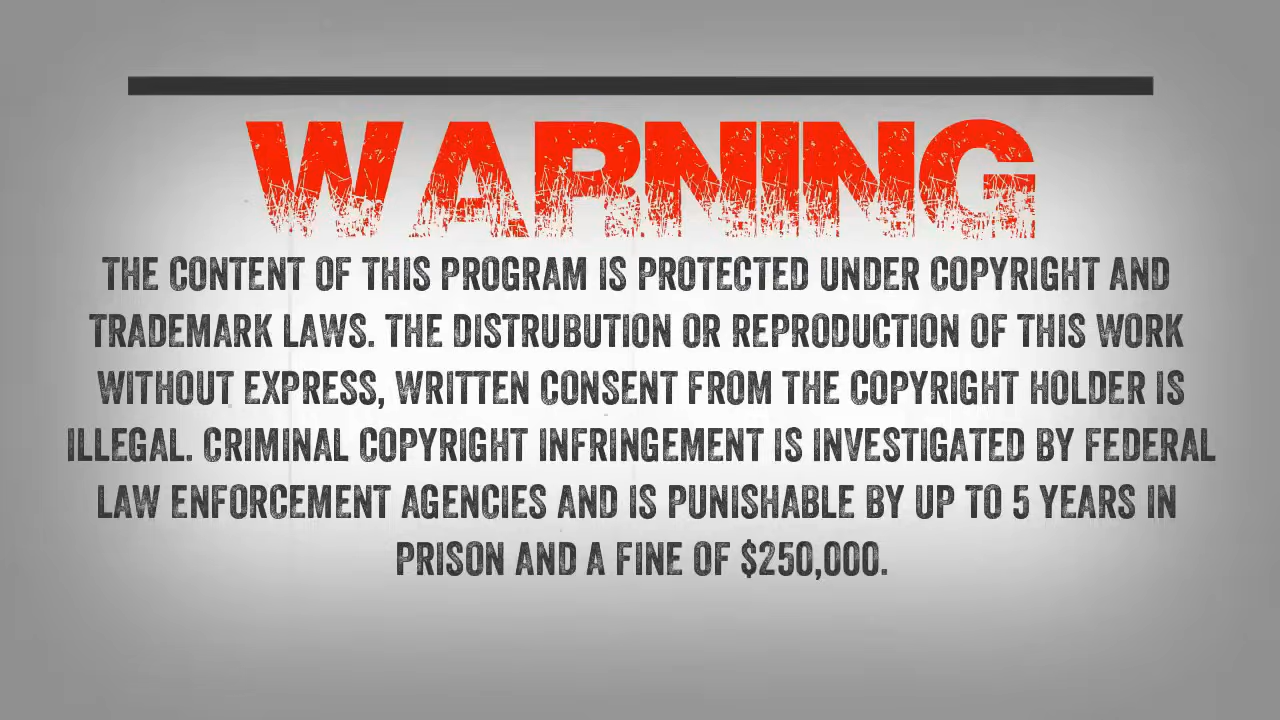 WARNING
THE CONTENT OF THIS PROGRAM IS PROTECTED UNDER COPYRIGHT AND
TRADEMARK LAWS. THE DISTRUBUTION OR REPRODUCTION OF THIS WORK
WITHOUT EXPRESS, WRITTEN CONSENT FROM THE COPYRIGHT HOLDER IS
ILLEGAL. CRIMINAL COPYRIGHT INFRINGEMENT IS INVESTIGATED BY FEDERAL
LAW ENFORCEMENT AGENCIES AND IS PUNISHABLE BY UP TO 5 YEARS IN
PRISON AND A FINE OF $250,000.